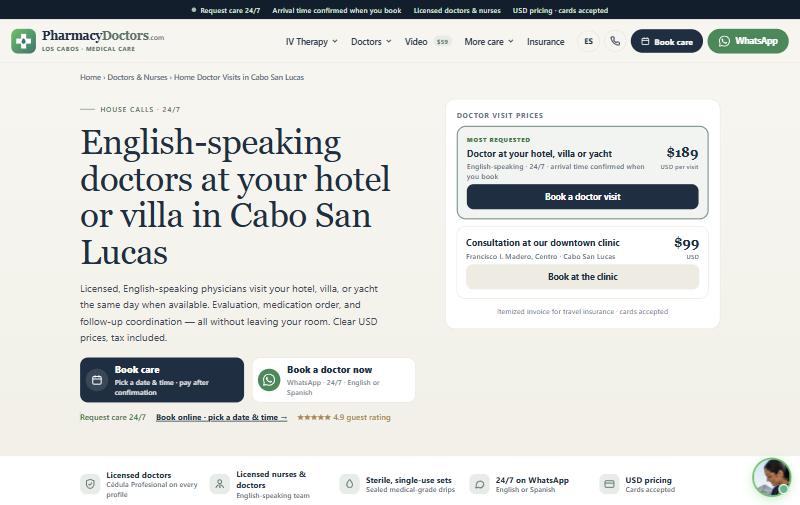 Request care 24/7 Arrival time confirmed when you book Licensed doctors & nurses USD pricing · cards accepted
PharmacyDoctors.com
LOS CABOS · MEDICAL CARE
IV Therapy Doctors Video $59 More care Insurance ES Book care WhatsApp
Home › Doctors & Nurses › Home Doctor Visits in Cabo San Lucas
HOUSE CALLS · 24/7
English-speaking
doctors at your hotel
or villa in Cabo San
Lucas
Licensed, English-speaking physicians visit your hotel, villa, or yacht
the same day when available. Evaluation, medication order, and
follow-up coordination — all without leaving your room. Clear USD
prices, tax included.
Book care
Pick a date & time · pay after
confirmation
Book a doctor now
WhatsApp · 24/7 · English or
Spanish
Request care 24/7 Book online · pick a date & time → ★★★★★ 4.9 guest rating
DOCTOR VISIT PRICES
MOST REQUESTED
Doctor at your hotel, villa or yacht
$189
English-speaking · 24/7 · arrival time confirmed when
you book
USD per visit
Book a doctor visit
Consultation at our downtown clinic
$99
Francisco I. Madero, Centro · Cabo San Lucas
USD
Book at the clinic
Itemized invoice for travel insurance · cards accepted
Licensed doctors
Cédula Profesional on every
profile
Licensed nurses &
doctors
English-speaking team
Sterile, single-use sets
Sealed medical-grade drips
24/7 on WhatsApp
English or Spanish
USD pricing
Cards accepted